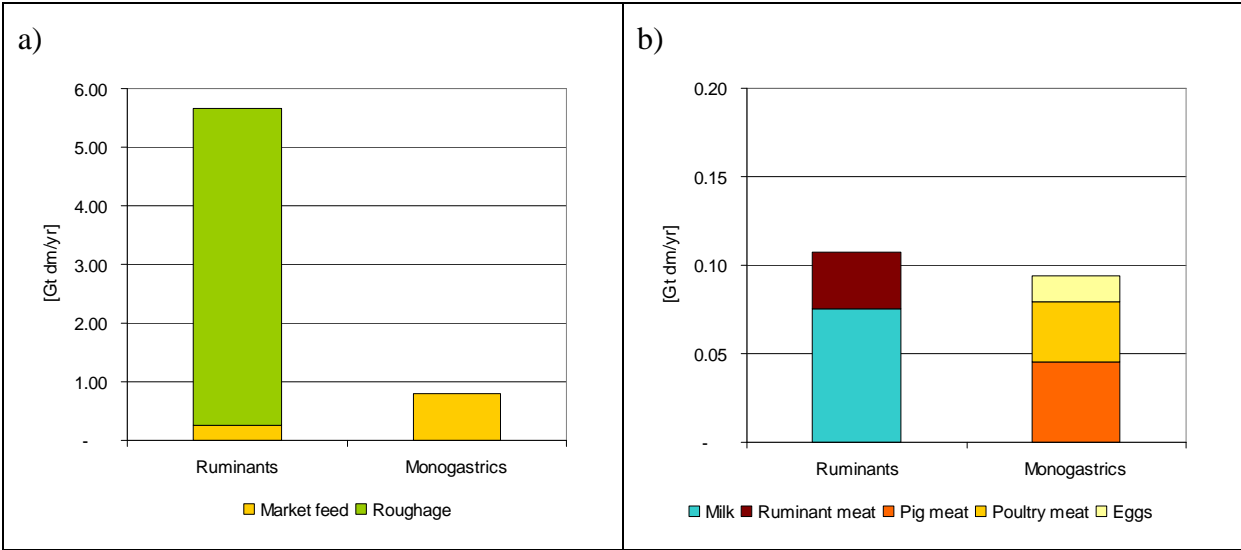 a)
6.00
5.00
4.00
3.00
2.00
1.00
-
[Gt dm/yr]
Ruminants Monogastrics
Market feed Roughage
b)
0.20
0.15
0.10
0.05
-
[Gt dm/yr]
Ruminants Monogastrics
Milk Ruminant meat Pig meat Poultry meat Eggs